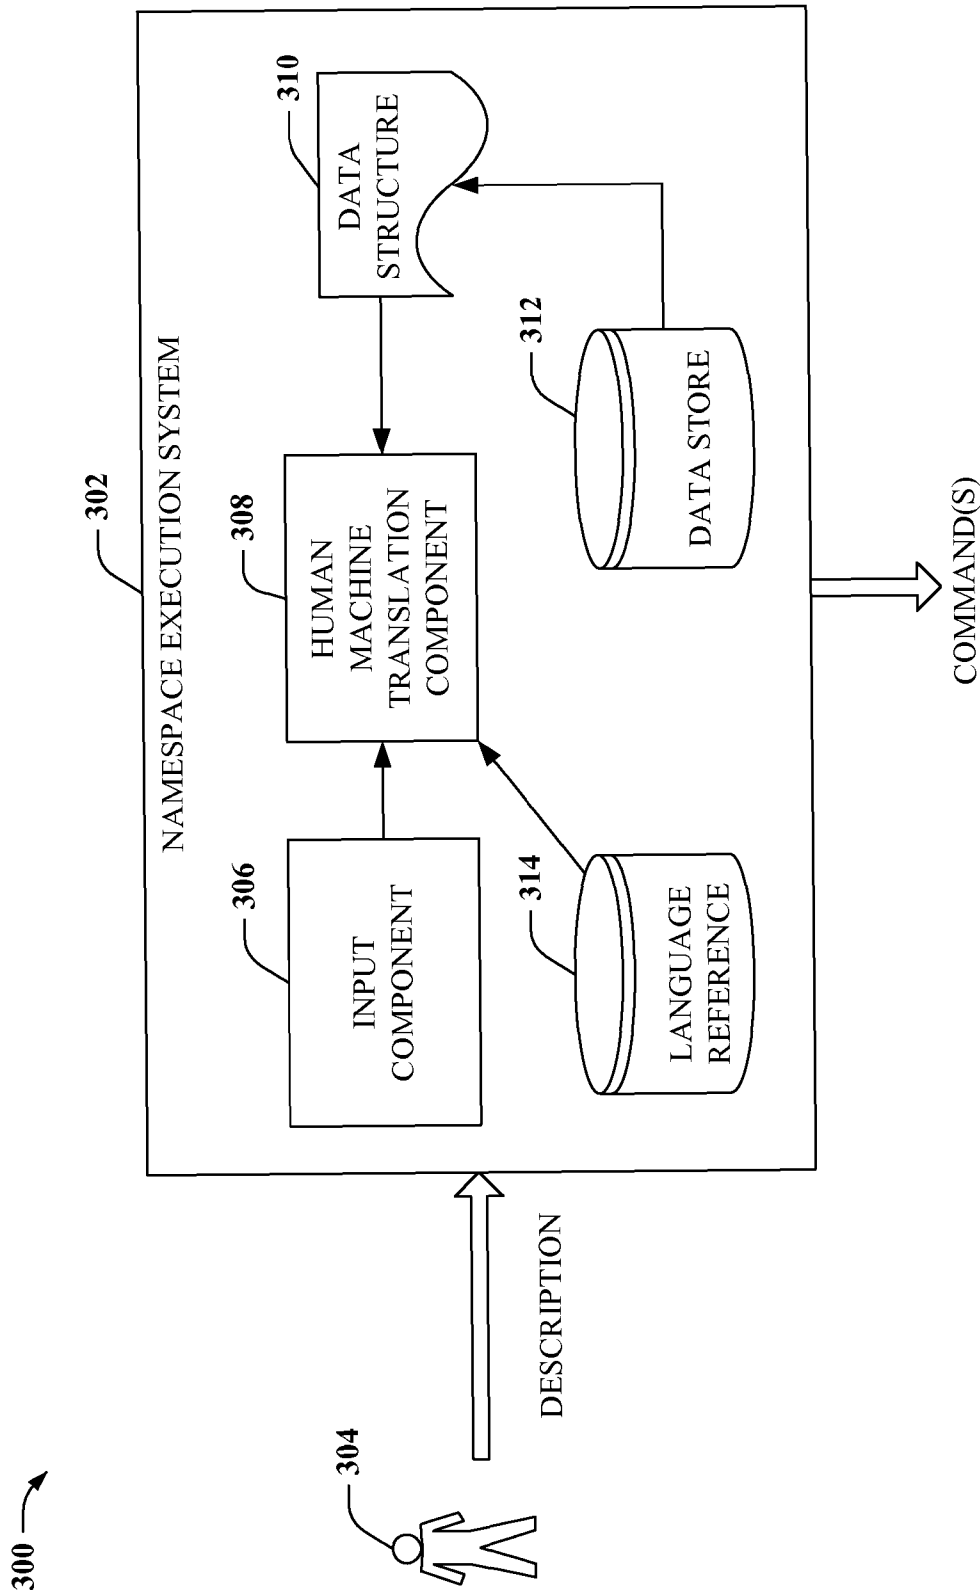 300
304
DESCRIPTION
302
NAMESPACE EXECUTION SYSTEM
306
INPUT
COMPONENT
308
HUMAN
MACHINE
TRANSLATION
COMPONENT
310
DATA
STRUCTURE
314
LANGUAGE
REFERENCE
312
DATA STORE
COMMAND(S)